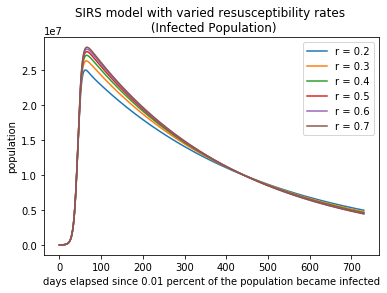 SIRS model with varied resusceptibility rates
(Infected Population)
1e7
2.5
2.0
1.5
1.0
0.5
0.0
population
r = 0.2
r = 0.3
r = 0.4
r = 0.5
r = 0.6
r = 0.7
0 100 200 300 400 500 600 700
days elapsed since 0.01 percent of the population became infected